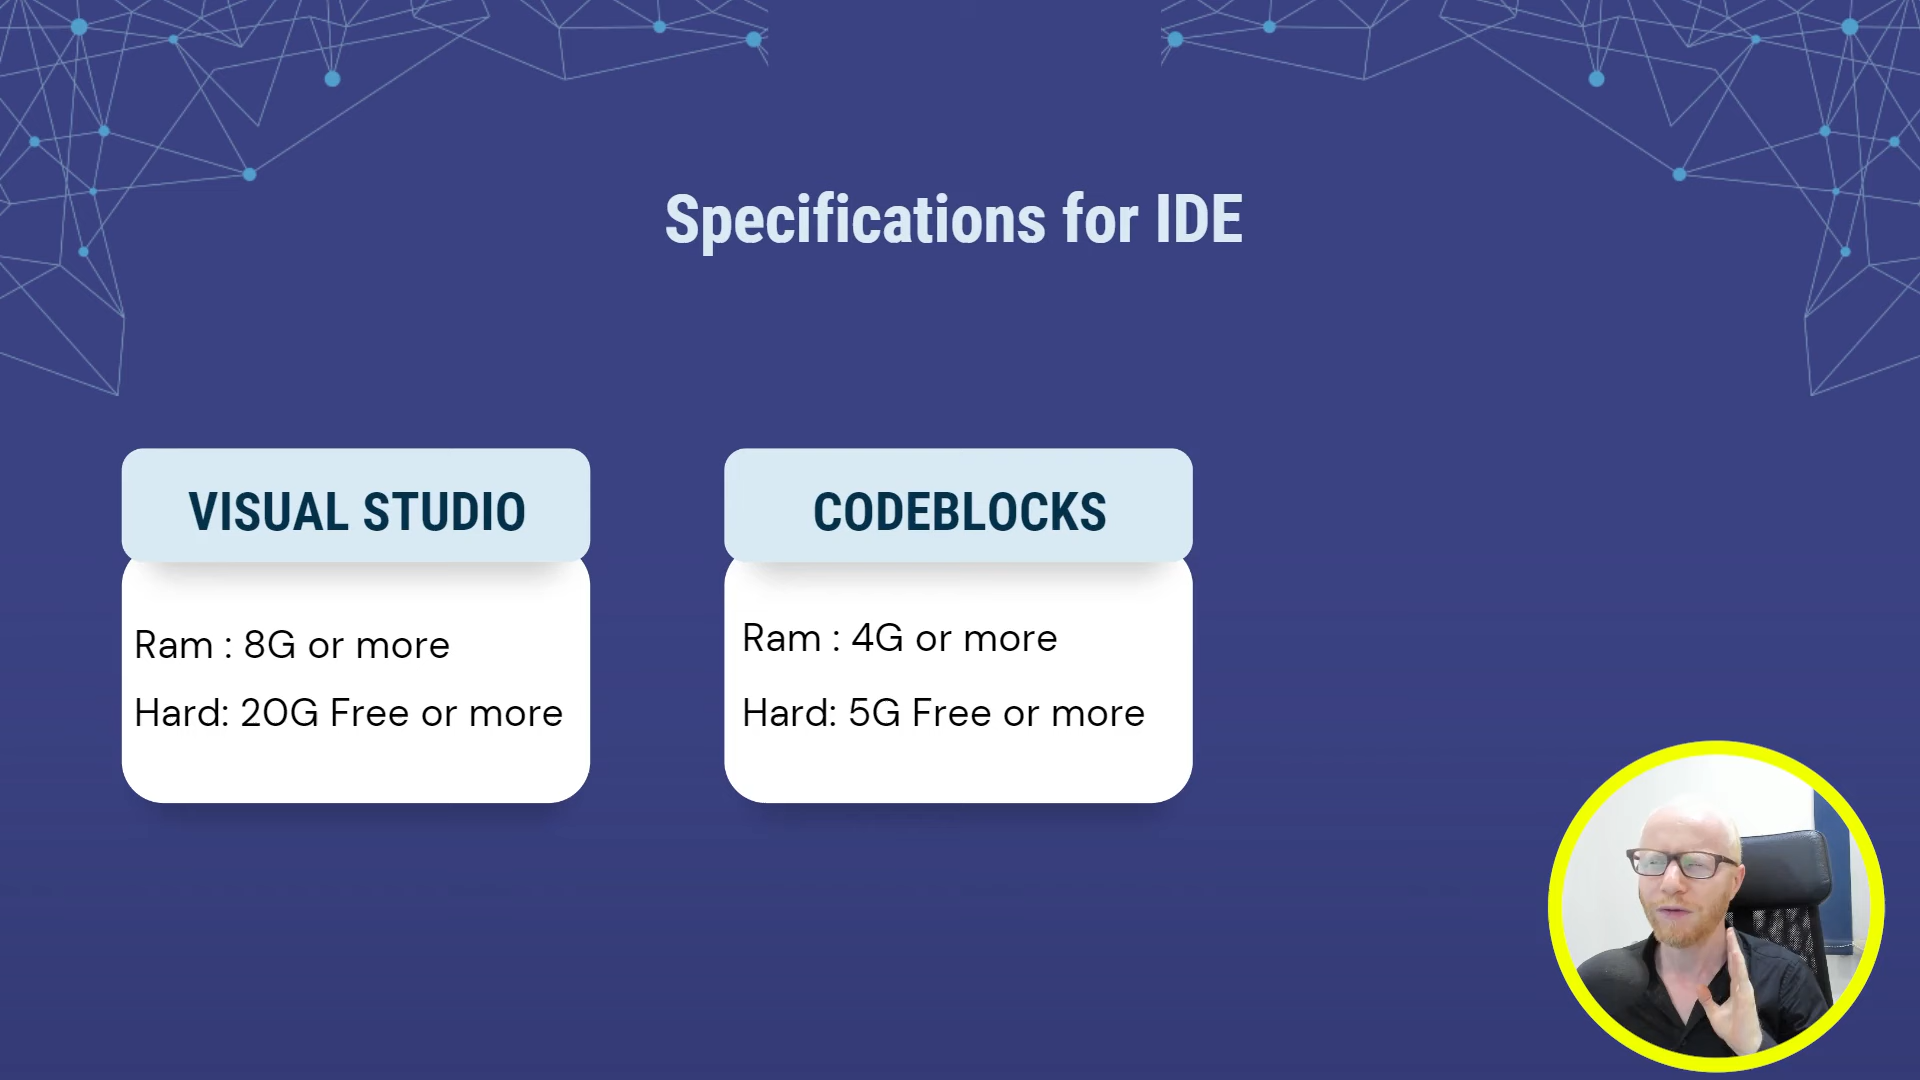 Specifications for IDE
VISUAL STUDIO
Ram : 8G or more
Hard: 20G Free or more
CODEBLOCKS
Ram : 4G or more
Hard: 5G Free or more